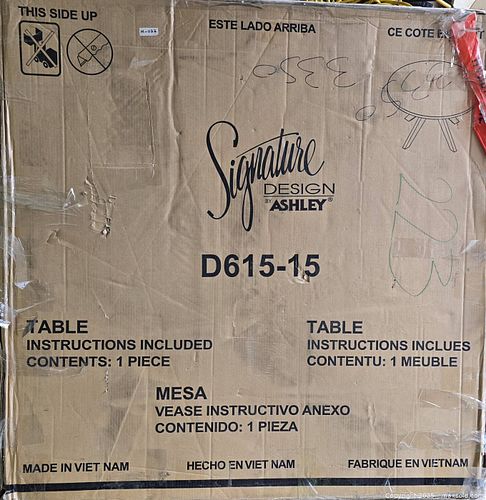 THIS SIDE UP
ESTE LADO ARRIBA
CE COTE
Signature
DESIGN
BY ASHLEY®
D615-15
223
TABLE
INSTRUCTIONS INCLUDED
CONTENTS: 1 PIECE
TABLE
INSTRUCTIONS INCLUES
CONTENTU: 1 MEUBLE
MESA
VEASE INSTRUCTIVO ANEXO
CONTENIDO: 1 PIEZA
MADE IN VIET NAM
HECHO EN VIET NAM
FABRIQUE EN VIETNAM